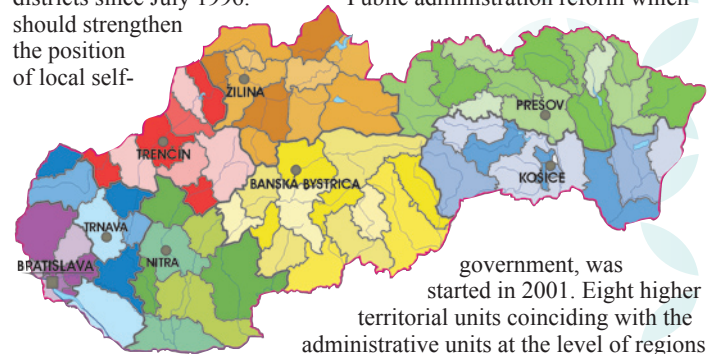 districts since July 1996.
Public administration reform which
should strengthen
the position
of local self-
ŽILINA
PREŠOV
TRENČÍN
BANSKÁ BYSTRICA
KOŠICE
TRNAVA
NITRA
BRATISLAVA
government, was
started in 2001. Eight higher
territorial units coinciding with the
administrative units at the level of regions